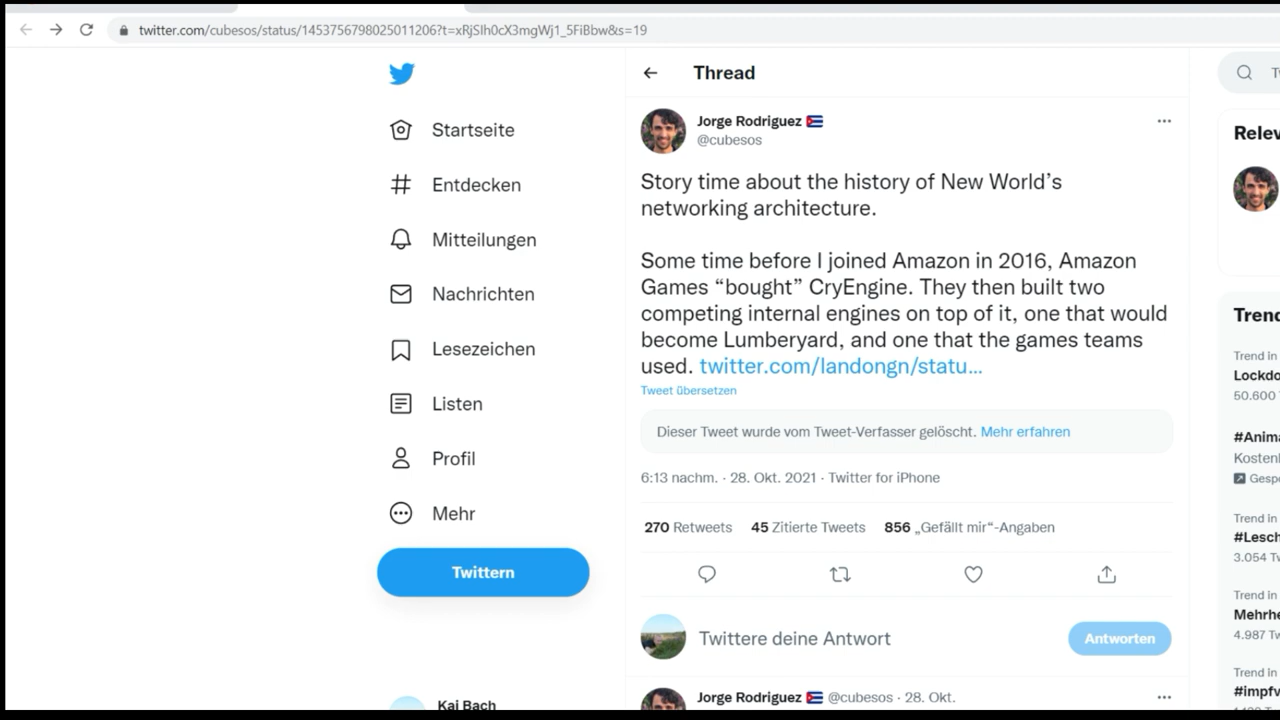 twitter.com/cubesos/status/1453756798025011206?t=xRjSIh0cX3mgWj1_5FiBbw&s=19
Startseite
Entdecken
Mitteilungen
Nachrichten
Lesezeichen
Listen
Profil
Mehr
Twittern
Kai Bach
Thread
Jorge Rodriguez 🇨🇺
@cubesos
Story time about the history of New World’s
networking architecture.
Some time before I joined Amazon in 2016, Amazon
Games “bought” CryEngine. They then built two
competing internal engines on top of it, one that would
become Lumberyard, and one that the games teams
used. twitter.com/landongn/statu…
Tweet übersetzen
Dieser Tweet wurde vom Tweet-Verfasser gelöscht. Mehr erfahren
6:13 nachm. · 28. Okt. 2021 · Twitter for iPhone
270 Retweets 45 Zitierte Tweets 856 „Gefällt mir“-Angaben
Twittere deine Antwort
Antworten
Jorge Rodriguez 🇨🇺 @cubesos · 28. Okt.
Relev
Trend
Trend in
Lockdo
50.600
#Anima
Kostenl
Gespo
Trend in
#Lesch
3.054 Tw
Trend in
Mehrhe
4.987 Tw
Trend in
#impfv